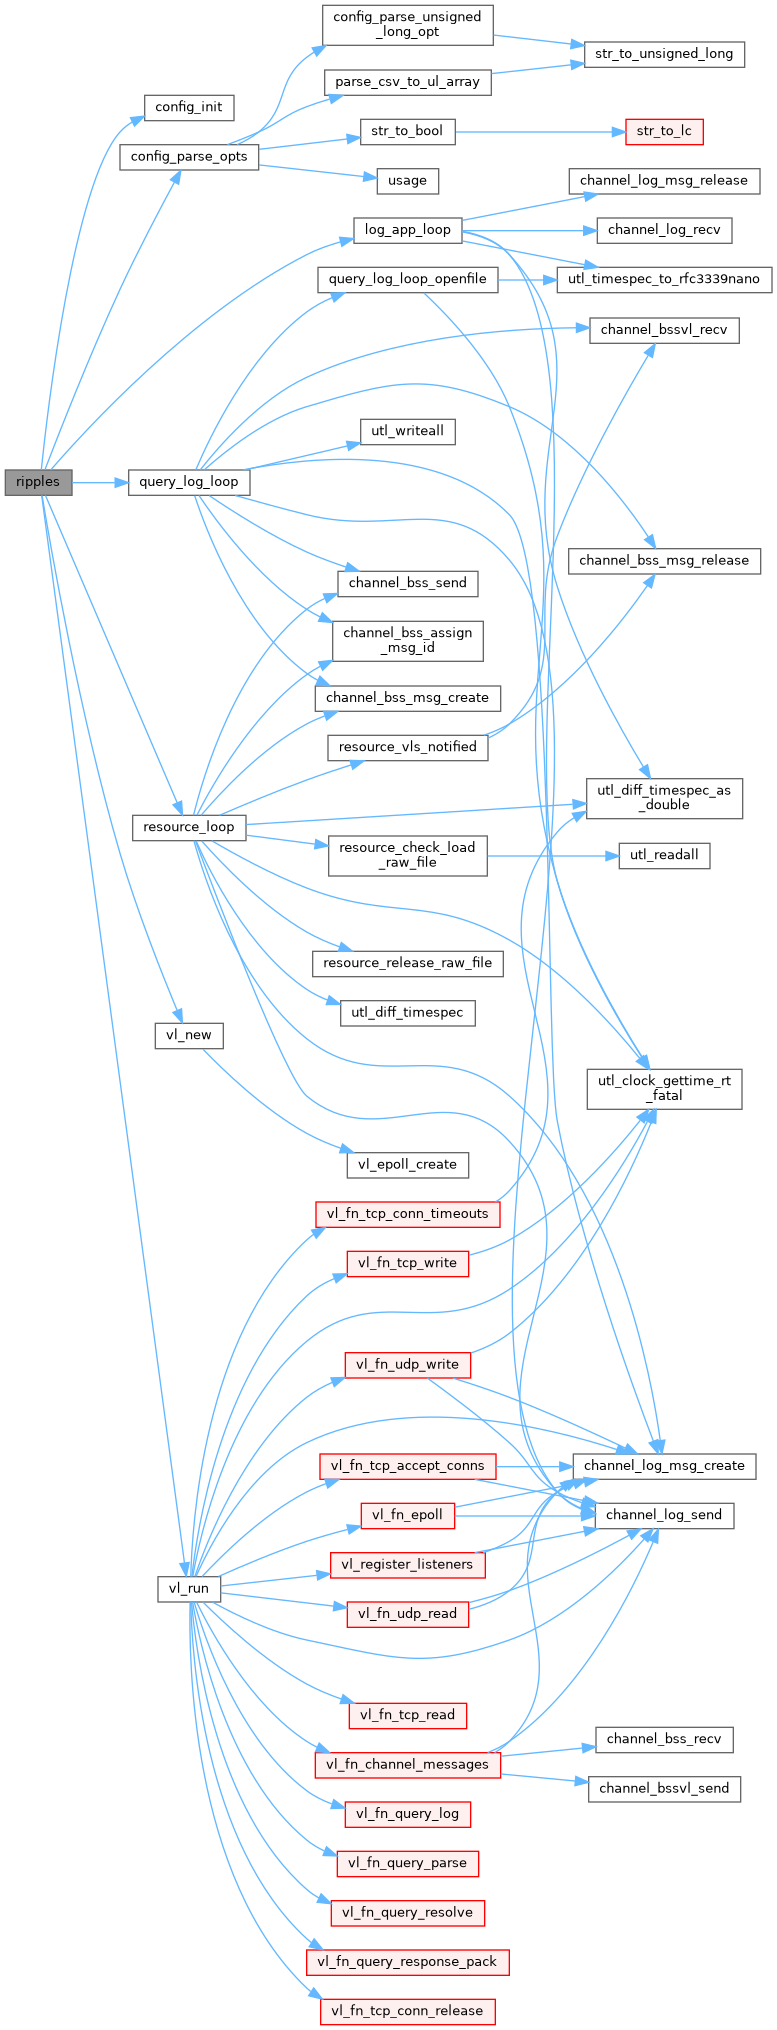 config_parse_unsigned
_long_opt
str_to_unsigned_long
parse_csv_to_ul_array
config_init
str_to_bool
str_to_lc
config_parse_opts
usage
channel_log_msg_release
log_app_loop
channel_log_recv
query_log_loop_openfile
utl_timespec_to_rfc3339nano
channel_bssvl_recv
utl_writeall
ripples
query_log_loop
channel_bss_msg_release
channel_bss_send
channel_bss_assign
_msg_id
channel_bss_msg_create
resource_vls_notified
utl_diff_timespec_as
_double
resource_loop
resource_check_load
_raw_file
utl_readall
resource_release_raw_file
utl_diff_timespec
vl_new
utl_clock_gettime_rt
_fatal
vl_epoll_create
vl_fn_tcp_conn_timeouts
vl_fn_tcp_write
vl_fn_udp_write
vl_fn_tcp_accept_conns
channel_log_msg_create
vl_fn_epoll
channel_log_send
vl_register_listeners
vl_run
vl_fn_udp_read
vl_fn_tcp_read
channel_bss_recv
vl_fn_channel_messages
channel_bssvl_send
vl_fn_query_log
vl_fn_query_parse
vl_fn_query_resolve
vl_fn_query_response_pack
vl_fn_tcp_conn_release